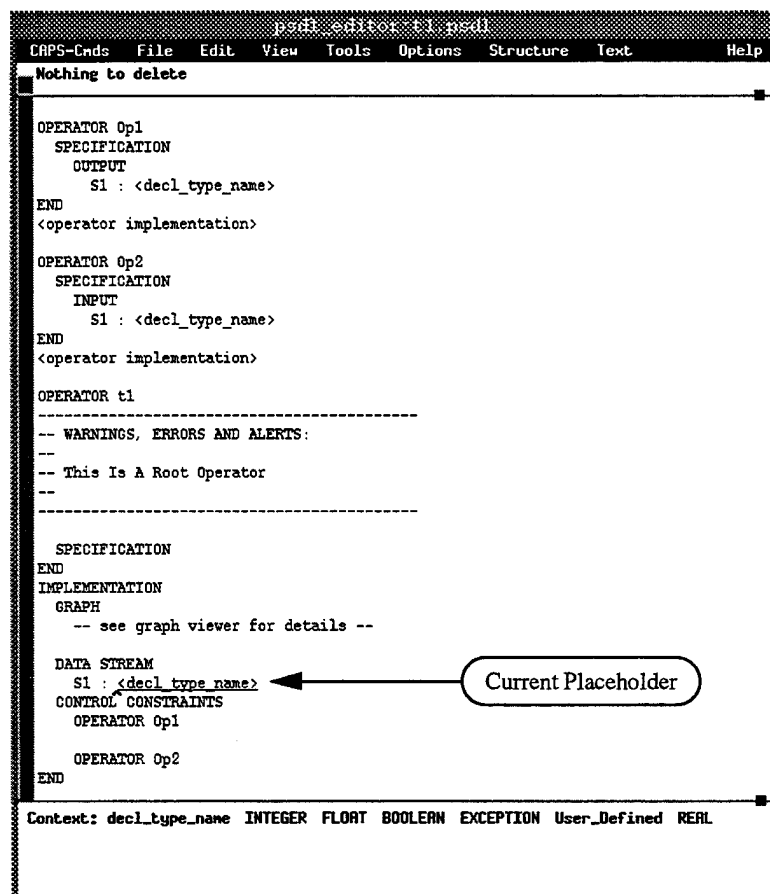 psdl_editor:t1.psdl
CAPS-Cmds File Edit View Tools Options Structure Text Help
Nothing to delete
OPERATOR Op1
SPECIFICATION
OUTPUT
S1 : <decl_type_name>
END
<operator implementation>
OPERATOR Op2
SPECIFICATION
INPUT
S1 : <decl_type_name>
END
<operator implementation>
OPERATOR t1
-------------------------------------------
-- WARNINGS, ERRORS AND ALERTS:
--
-- This Is A Root Operator
--
-------------------------------------------
SPECIFICATION
END
IMPLEMENTATION
GRAPH
-- see graph viewer for details --
DATA STREAM
S1 : <decl_type_name> Current Placeholder
CONTROL CONSTRAINTS
OPERATOR Op1
OPERATOR Op2
END
Context: decl_type_name INTEGER FLOAT BOOLEAN EXCEPTION User_Defined REAL